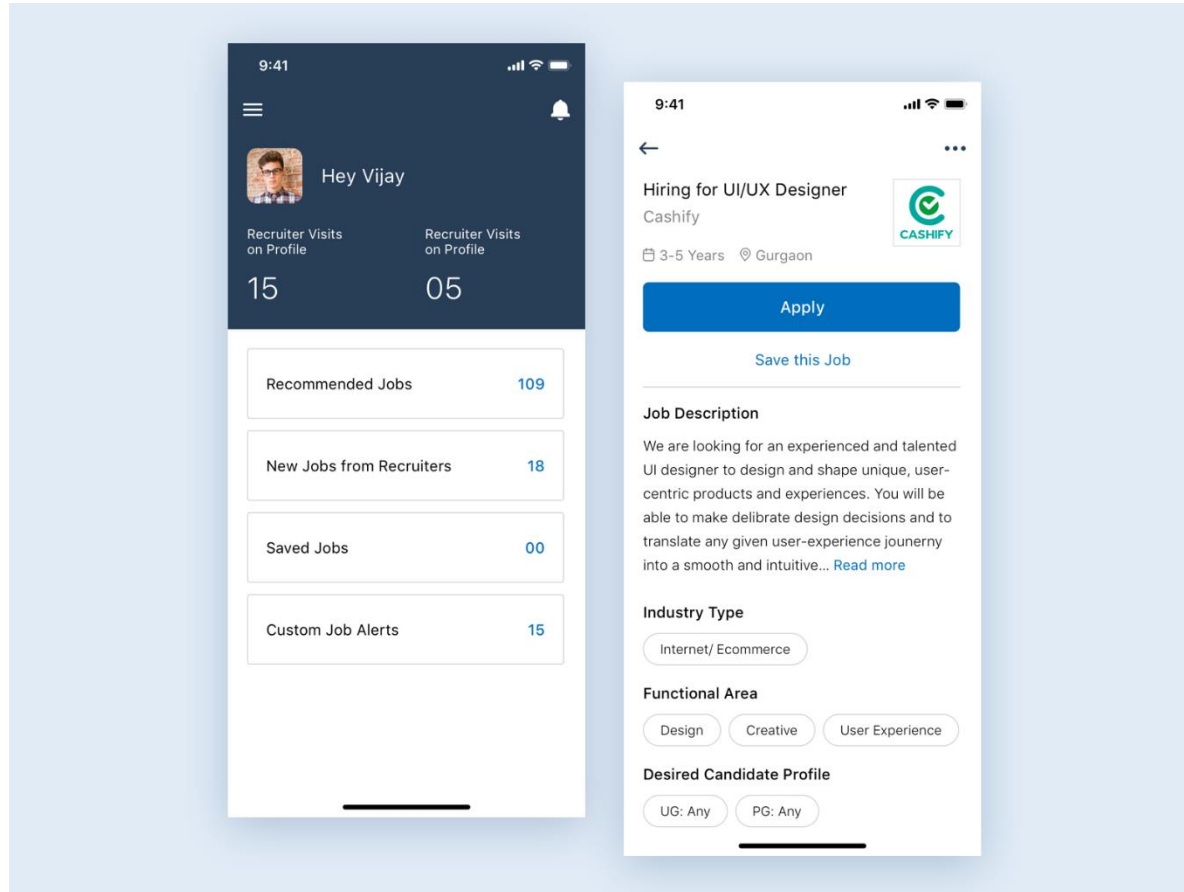 9:41
Hey Vijay
Recruiter Visits
on Profile
15
Recruiter Visits
on Profile
05
Recommended Jobs 109
New Jobs from Recruiters 18
Saved Jobs 00
Custom Job Alerts 15
9:41
Hiring for UI/UX Designer
Cashify
CASHIFY
3-5 Years Gurgaon
Apply
Save this Job
Job Description
We are looking for an experienced and talented
UI designer to design and shape unique, user-
centric products and experiences. You will be
able to make delibrate design decisions and to
translate any given user-experience jounerny
into a smooth and intuitive... Read more
Industry Type
Internet/ Ecommerce
Functional Area
Design Creative User Experience
Desired Candidate Profile
UG: Any PG: Any